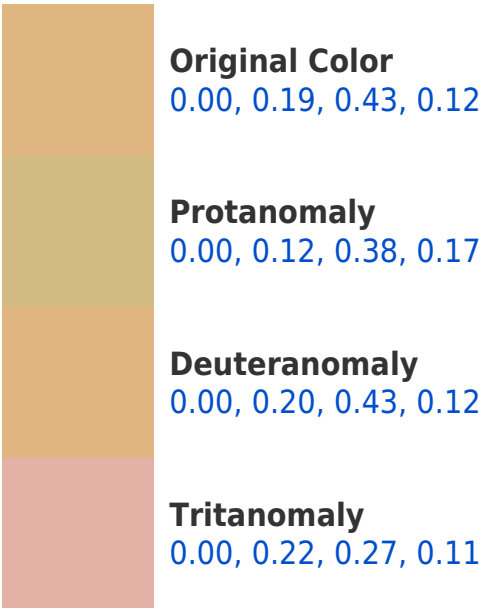 Original Color
0.00, 0.19, 0.43, 0.12
Protanomaly
0.00, 0.12, 0.38, 0.17
Deuteranomaly
0.00, 0.20, 0.43, 0.12
Tritanomaly
0.00, 0.22, 0.27, 0.11